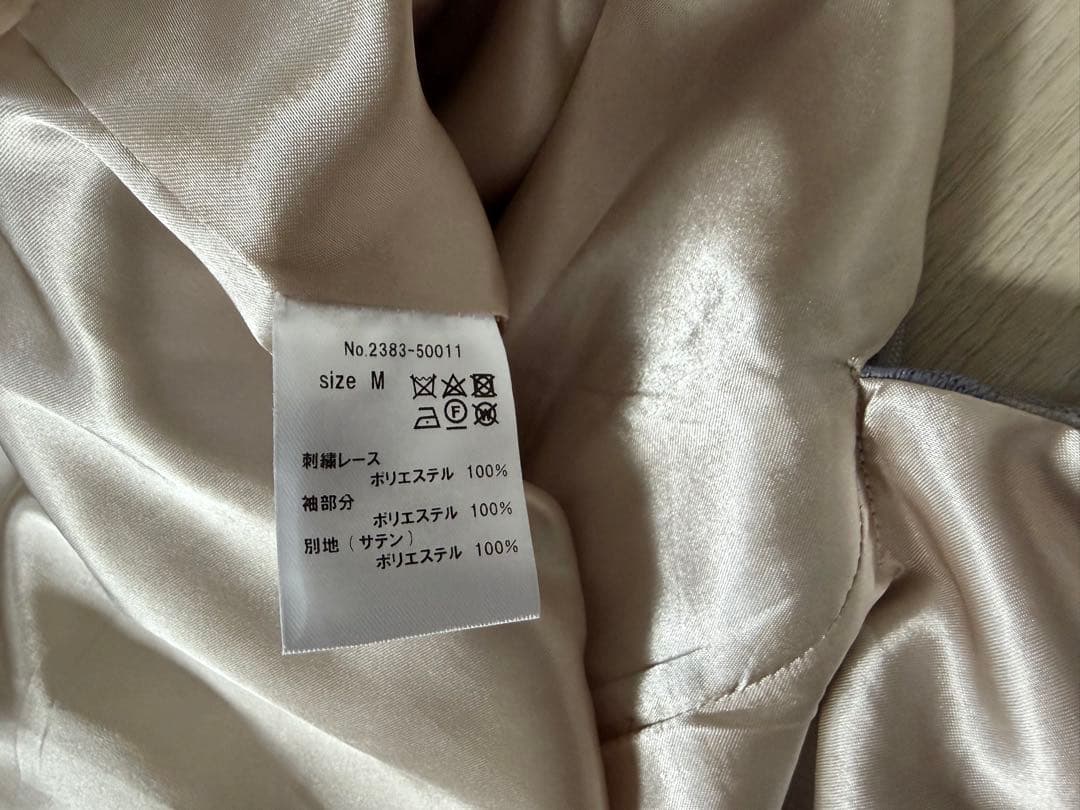 No.2383-50011
size M
F W
刺繍レース
ポリエステル 100%
袖部分
ポリエステル 100%
別地(サテン)
ポリエステル 100%